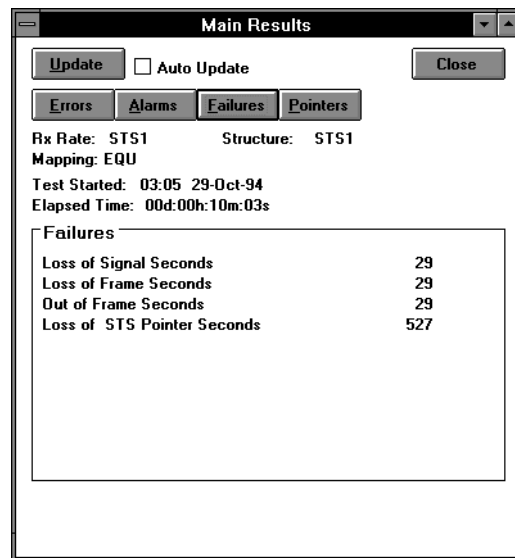 Main Results
Update Auto Update Close
Errors Alarms Failures Pointers
Rx Rate: STS1 Structure: STS1
Mapping: EQU
Test Started: 03:05 29-Oct-94
Elapsed Time: 00d:00h:10m:03s
Failures
Loss of Signal Seconds 29
Loss of Frame Seconds 29
Out of Frame Seconds 29
Loss of STS Pointer Seconds 527